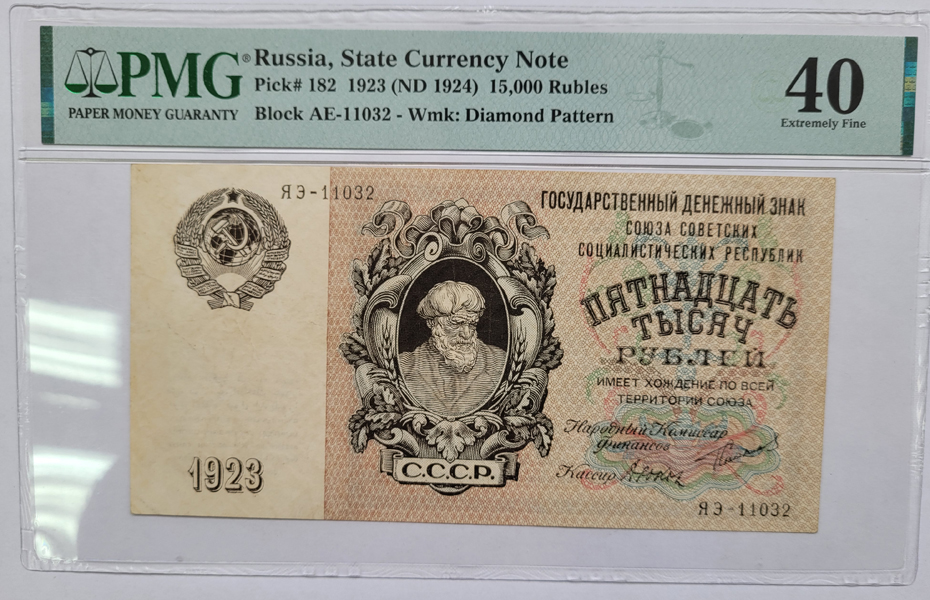 PMG®
PAPER MONEY GUARANTY
Russia, State Currency Note
Pick# 182 1923 (ND 1924) 15,000 Rubles
Block AE-11032 - Wmk: Diamond Pattern
40
Extremely Fine
ЯЭ-11032
ГОСУДАРСТВЕННЫЙ ДЕНЕЖНЫЙ ЗНАК
СОЮЗА СОВЕТСКИХ
СОЦИАЛИСТИЧЕСКИХ РЕСПУБЛИК
ПЯТНАДЦАТЬ
ТЫСЯЧ
РУБЛЕЙ
ИМЕЕТ ХОЖДЕНИЕ ПО ВСЕЙ
ТЕРРИТОРИИ СОЮЗА
Народный Комиссар
финансов
Кассир
С.С.С.Р.
1923
ЯЭ-11032